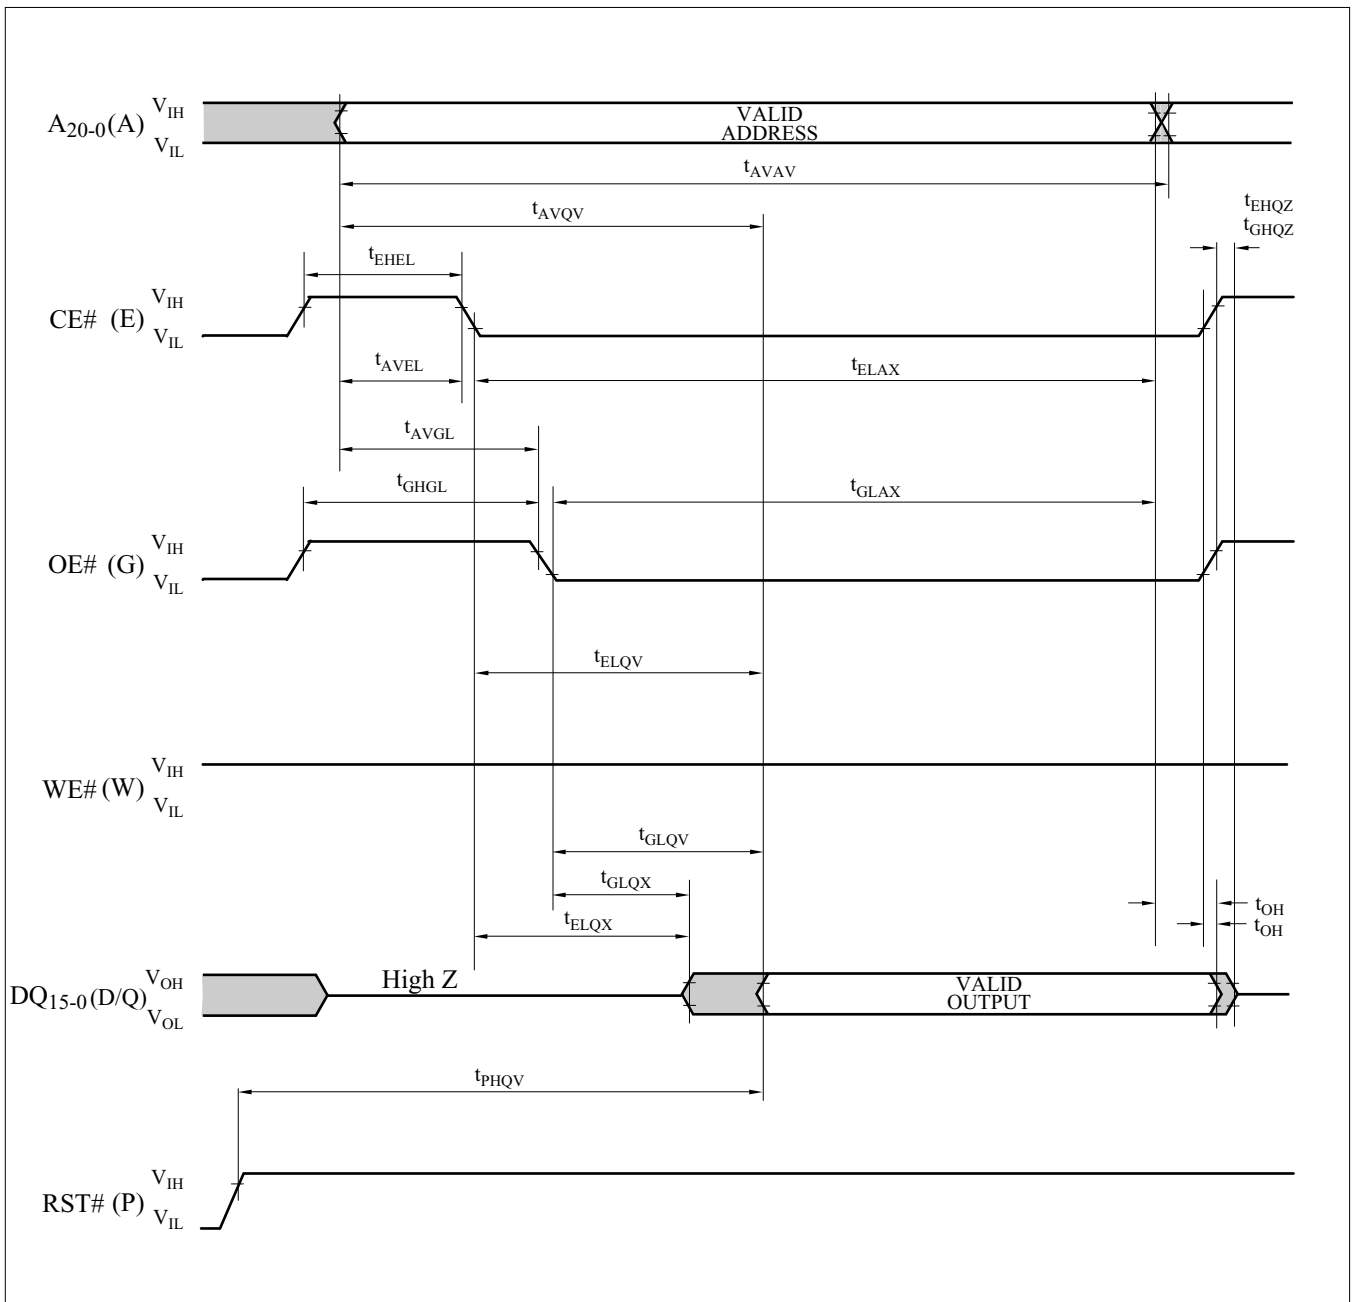 A20-0(A)
VIH
VIL
VALID
ADDRESS
tAVAV
tAVQV
tEHQZ
tGHQZ
tEHEL
CE# (E)
VIH
VIL
tAVEL
tELAX
tAVGL
tGHGL
tGLAX
OE# (G)
VIH
VIL
tELQV
WE# (W)
VIH
VIL
tGLQV
tGLQX
tELQX
tOH
tOH
DQ15-0 (D/Q)
VOH
VOL
High Z
VALID
OUTPUT
tPHQV
RST# (P)
VIH
VIL